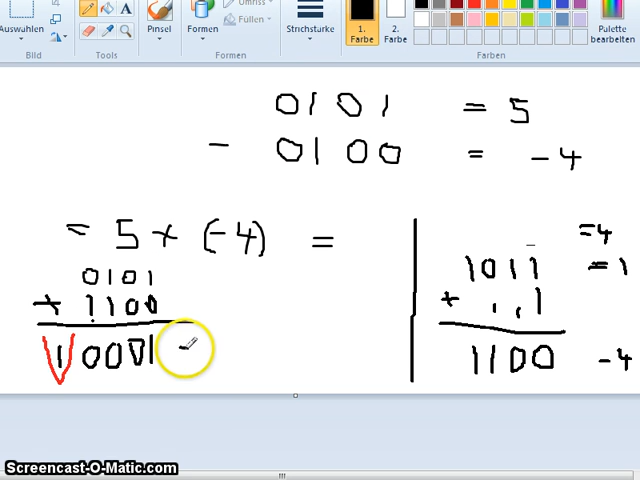 Umriss
Auswählen
Füllen
Pinsel
Formen
Strichstärke
1.
Farbe
2.
Farbe
Palette
bearbeiten
Bild
Tools
Formen
Farben
0101 = 5
- 0100 = -4
= 5 + (-4) =
0101
+ 1100
10001
=4
1011 = 1
+ 1
1100 -4
Screencast-O-Matic.com